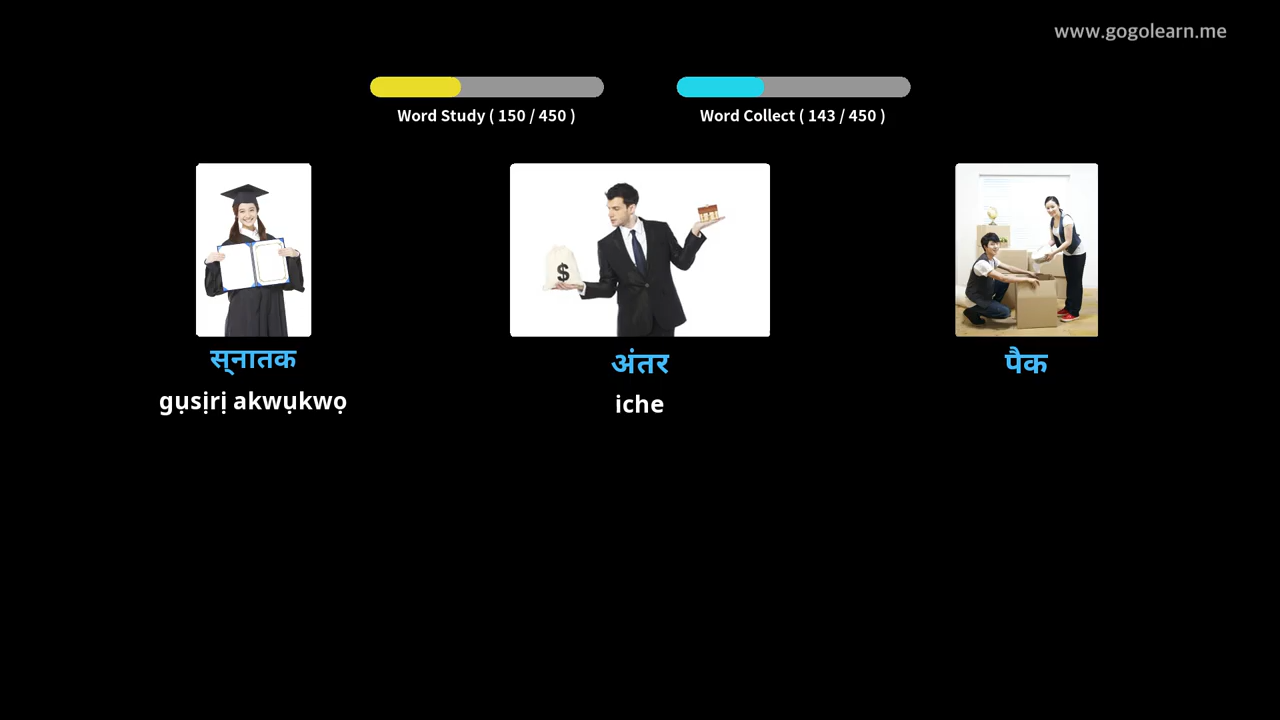 www.gogolearn.me
Word Study ( 150 / 450 )
Word Collect ( 143 / 450 )
$
स्‌नातक
अंतर
पैक
gụsịrị akwụkwọ
iche